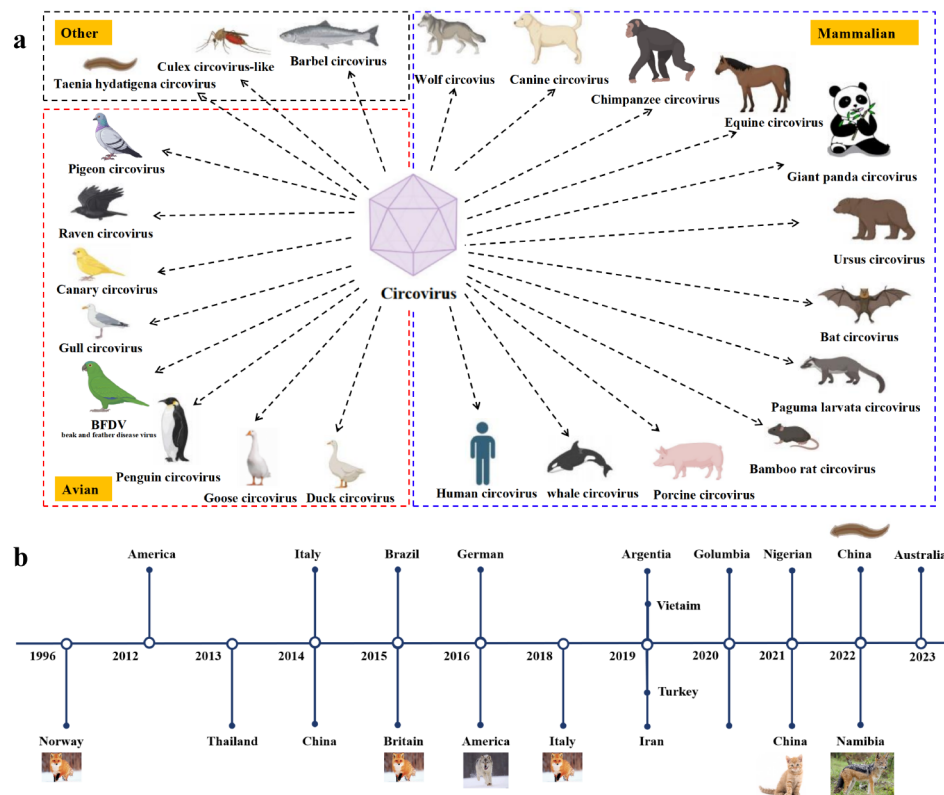 a
Other
Taenia hydatigena circovirus
Culex circovirus-like
Barbel circovirus
Mammalian
Wolf circovius
Canine circovirus
Chimpanzee circovirus
Equine circovirus
Giant panda circovirus
Ursus circovirus
Bat circovirus
Paguma larvata circovirus
Bamboo rat circovirus
Porcine circovirus
whale circovirus
Human circovirus
Circovirus
Pigeon circovirus
Raven circovirus
Canary circovirus
Gull circovirus
BFDV
beak and feather disease virus
Penguin circovirus
Goose circovirus
Duck circovirus
Avian
b
America
Italy
Brazil
German
Argentia
Golumbia
Nigerian
China
Australia
Vietaim
1996
2012
2013
2014
2015
2016
2018
2019
2020
2021
2022
2023
Turkey
Norway
Thailand
China
Britain
America
Italy
Iran
China
Namibia